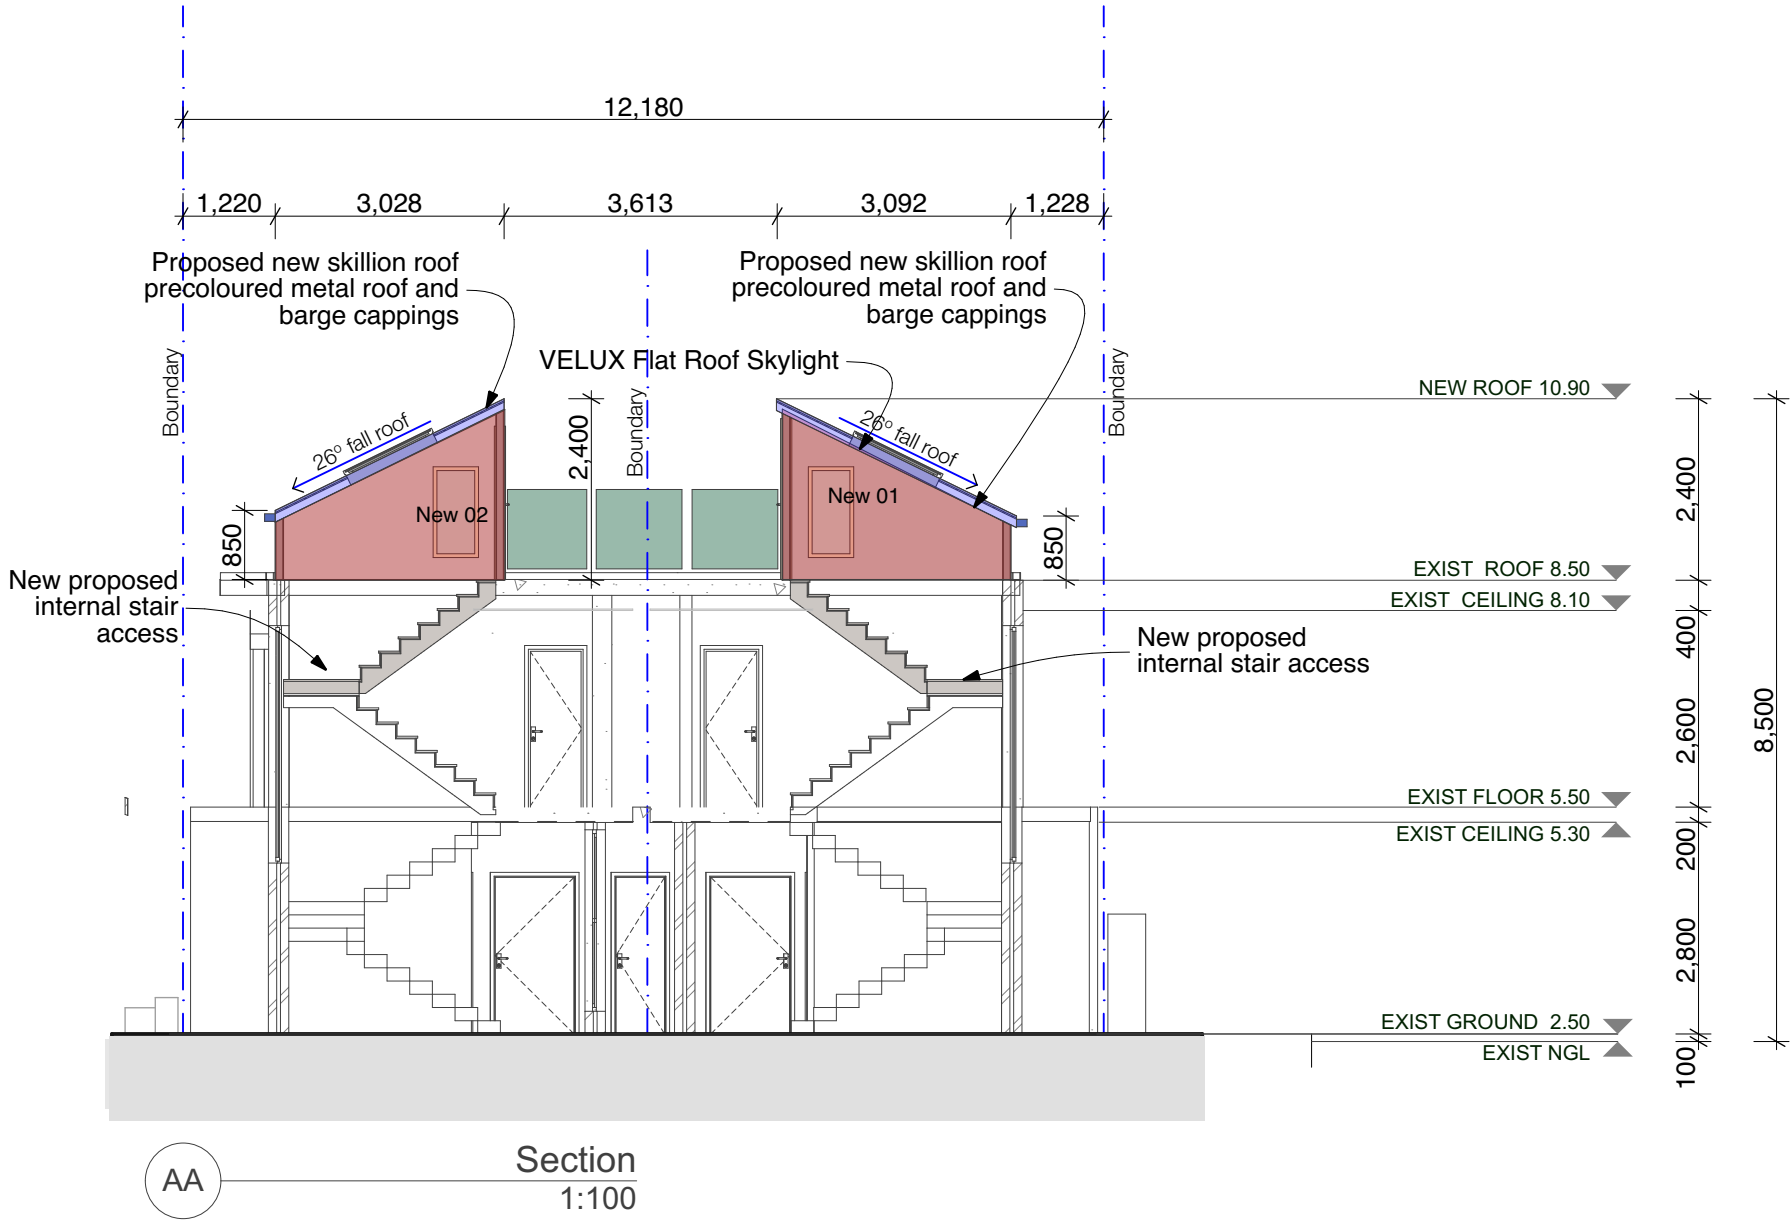 12,180
1,220
3,028
3,613
3,092
1,228
Proposed new skillion roof
precoloured metal roof and
barge cappings
Proposed new skillion roof
precoloured metal roof and
barge cappings
VELUX Flat Roof Skylight
Boundary
Boundary
Boundary
NEW ROOF 10.90
26º fall roof
26º fall roof
2,400
2,400
New 02
New 01
850
850
EXIST ROOF 8.50
EXIST CEILING 8.10
New proposed
internal stair
access
New proposed
internal stair access
400
2,600
8,500
EXIST FLOOR 5.50
EXIST CEILING 5.30
200
2,800
EXIST GROUND 2.50
EXIST NGL
100
AA
Section
1:100